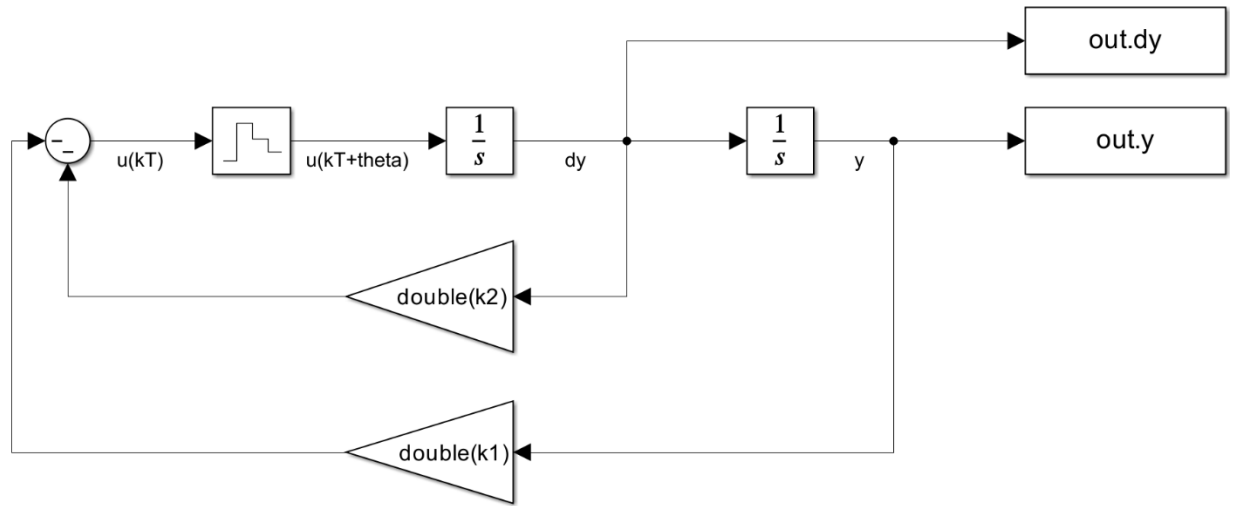 out.dy
u(kT)
u(kT+theta)
1
s
dy
1
s
y
out.y
double(k2)
double(k1)